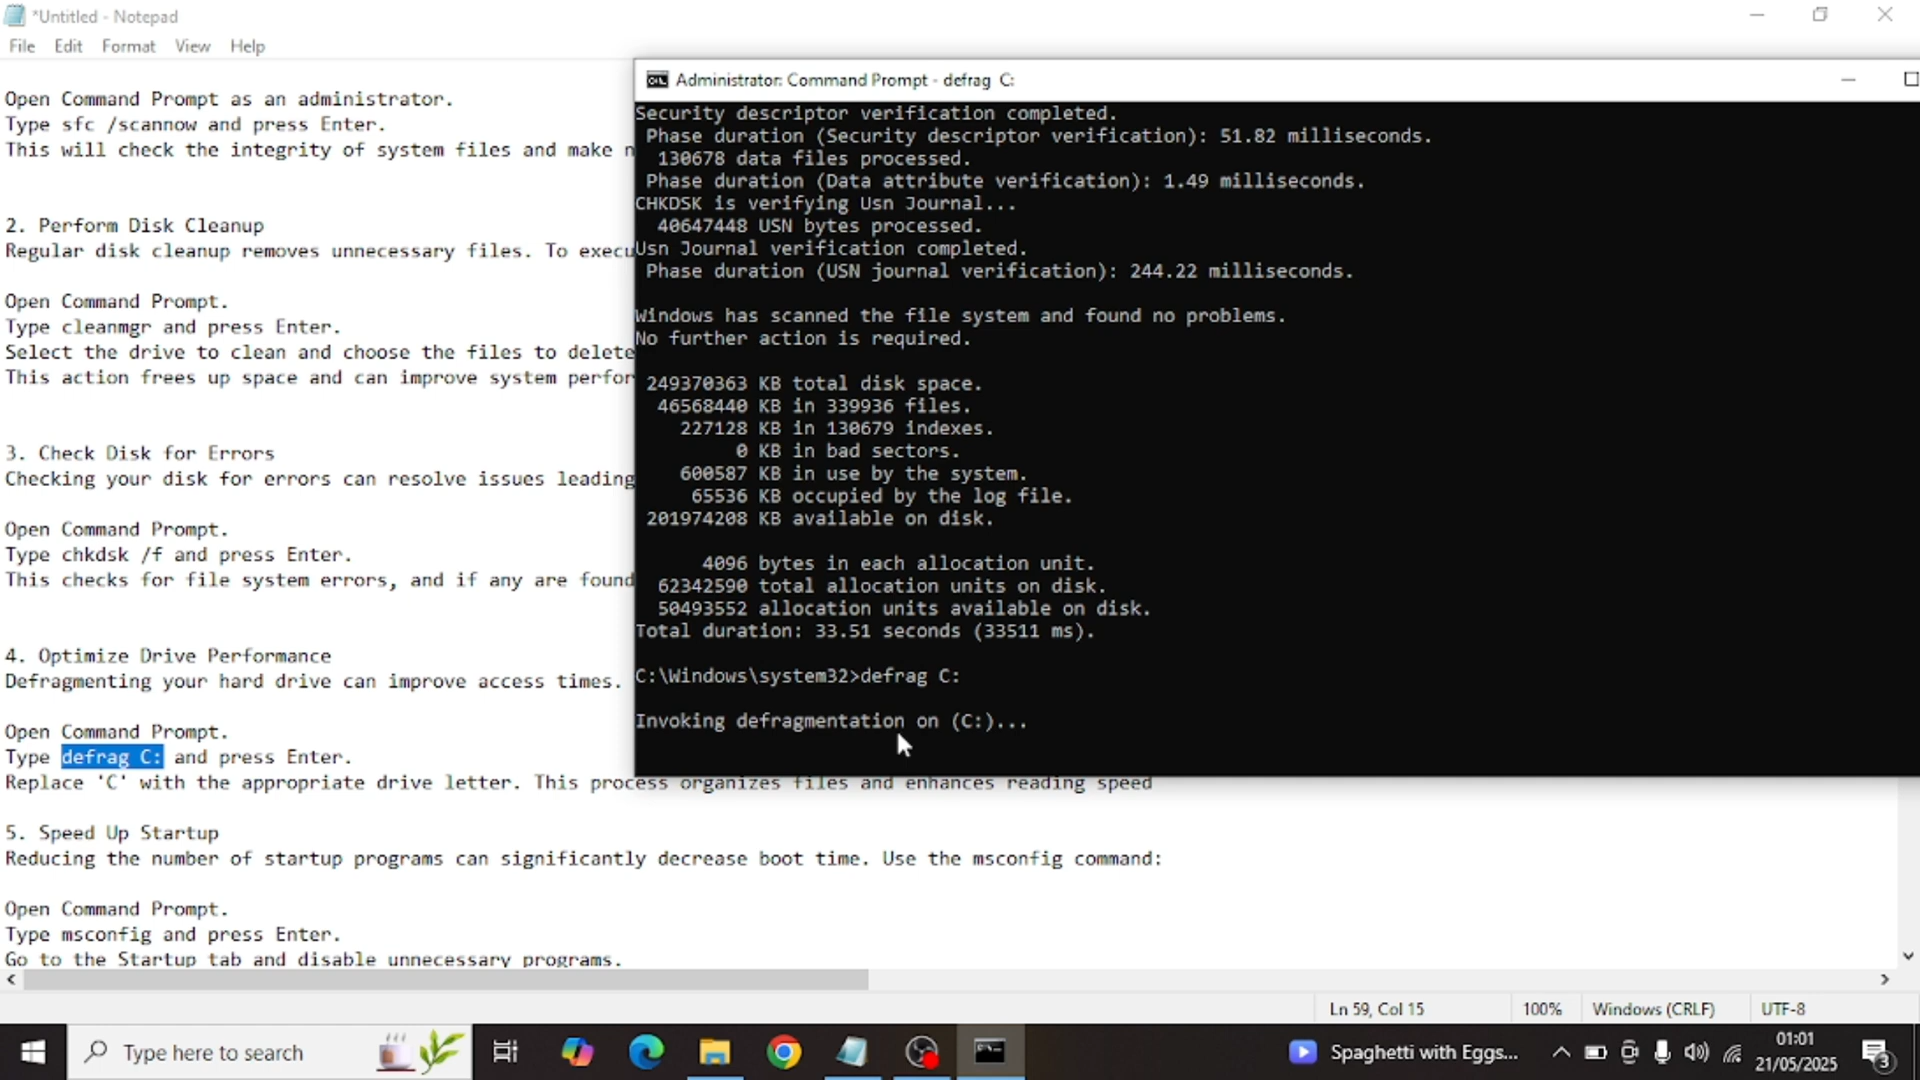 *Untitled - Notepad
File Edit Format View Help
Open Command Prompt as an administrator.
Type sfc /scannow and press Enter.
This will check the integrity of system files and make n
2. Perform Disk Cleanup
Regular disk cleanup removes unnecessary files. To execu
Open Command Prompt.
Type cleanmgr and press Enter.
Select the drive to clean and choose the files to delete
This action frees up space and can improve system perfor
3. Check Disk for Errors
Checking your disk for errors can resolve issues leading
Open Command Prompt.
Type chkdsk /f and press Enter.
This checks for file system errors, and if any are found
4. Optimize Drive Performance
Defragmenting your hard drive can improve access times.
Open Command Prompt.
Type defrag C: and press Enter.
Replace 'C' with the appropriate drive letter. This process organizes files and enhances reading speed
5. Speed Up Startup
Reducing the number of startup programs can significantly decrease boot time. Use the msconfig command:
Open Command Prompt.
Type msconfig and press Enter.
Go to the Startup tab and disable unnecessary programs.
Administrator: Command Prompt - defrag C:
Security descriptor verification completed.
Phase duration (Security descriptor verification): 51.82 milliseconds.
130678 data files processed.
Phase duration (Data attribute verification): 1.49 milliseconds.
CHKDSK is verifying Usn Journal...
40647448 USN bytes processed.
Usn Journal verification completed.
Phase duration (USN journal verification): 244.22 milliseconds.
Windows has scanned the file system and found no problems.
No further action is required.
249370363 KB total disk space.
46568440 KB in 339936 files.
227128 KB in 130679 indexes.
0 KB in bad sectors.
600587 KB in use by the system.
65536 KB occupied by the log file.
201974208 KB available on disk.
4096 bytes in each allocation unit.
62342590 total allocation units on disk.
50493552 allocation units available on disk.
Total duration: 33.51 seconds (33511 ms).
C:\Windows\system32>defrag C:
Invoking defragmentation on (C:)...
Ln 59, Col 15 100% Windows (CRLF) UTF-8
Type here to search
Spaghetti with Eggs...
01:01
21/05/2025
3